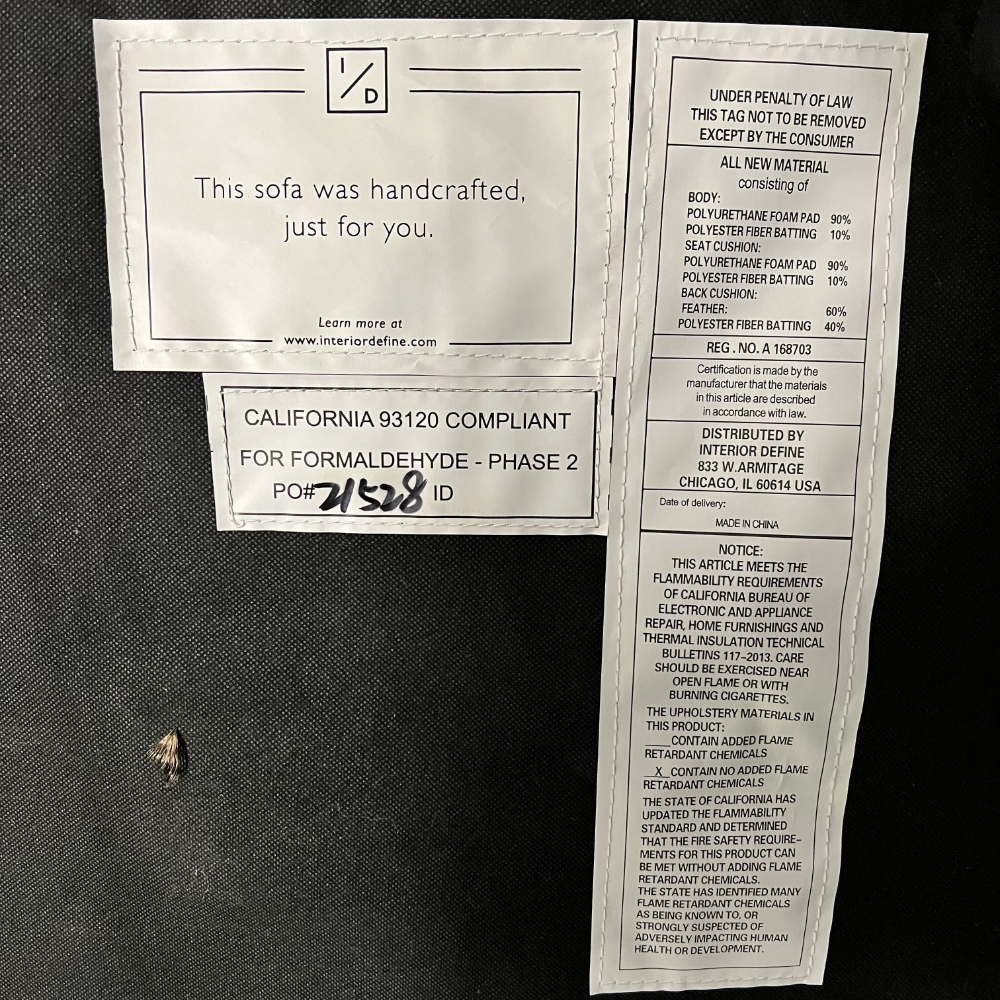 I/D
This sofa was handcrafted,
just for you.
Learn more at
www.interiordefine.com
CALIFORNIA 93120 COMPLIANT
FOR FORMALDEHYDE - PHASE 2
PO#21528 ID
UNDER PENALTY OF LAW
THIS TAG NOT TO BE REMOVED
EXCEPT BY THE CONSUMER
ALL NEW MATERIAL
consisting of
BODY:
POLYURETHANE FOAM PAD 90%
POLYESTER FIBER BATTING 10%
SEAT CUSHION:
POLYURETHANE FOAM PAD 90%
POLYESTER FIBER BATTING 10%
BACK CUSHION:
FEATHER: 60%
POLYESTER FIBER BATTING 40%
REG . NO. A 168703
Certification is made by the
manufacturer that the materials
in this article are described
in accordance with law.
DISTRIBUTED BY
INTERIOR DEFINE
833 W.ARMITAGE
CHICAGO, IL 60614 USA
Date of delivery:
MADE IN CHINA
NOTICE:
THIS ARTICLE MEETS THE
FLAMMABILITY REQUIREMENTS
OF CALIFORNIA BUREAU OF
ELECTRONIC AND APPLIANCE
REPAIR, HOME FURNISHINGS AND
THERMAL INSULATION TECHNICAL
BULLETINS 117-2013. CARE
SHOULD BE EXERCISED NEAR
OPEN FLAME OR WITH
BURNING CIGARETTES.
THE UPHOLSTERY MATERIALS IN
THIS PRODUCT:
____CONTAIN ADDED FLAME
RETARDANT CHEMICALS
_X_CONTAIN NO ADDED FLAME
RETARDANT CHEMICALS
THE STATE OF CALIFORNIA HAS
UPDATED THE FLAMMABILITY
STANDARD AND DETERMINED
THAT THE FIRE SAFETY REQUIRE-
MENTS FOR THIS PRODUCT CAN
BE MET WITHOUT ADDING FLAME
RETARDANT CHEMICALS.
THE STATE HAS IDENTIFIED MANY
FLAME RETARDANT CHEMICALS
AS BEING KNOWN TO, OR
STRONGLY SUSPECTED OF
ADVERSELY IMPACTING HUMAN
HEALTH OR DEVELOPMENT.